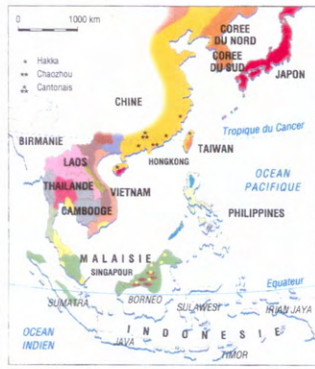 0 1000 km
COREE
DU NORD
COREE
DU SUD
JAPON
Hakka
Chaozhou
Cantonais
CHINE
Tropique du Cancer
BIRMANIE
TAIWAN
HONGKONG
LAOS
OCEAN
PACIFIQUE
THAILANDE
VIETNAM
CAMBODGE
PHILIPPINES
MALAISIE
SINGAPOUR
Equateur
SUMATRA
BORNEO
SULAWESI
IRIAN JAYA
OCEAN
INDIEN
INDONESIE
JAVA
TIMOR